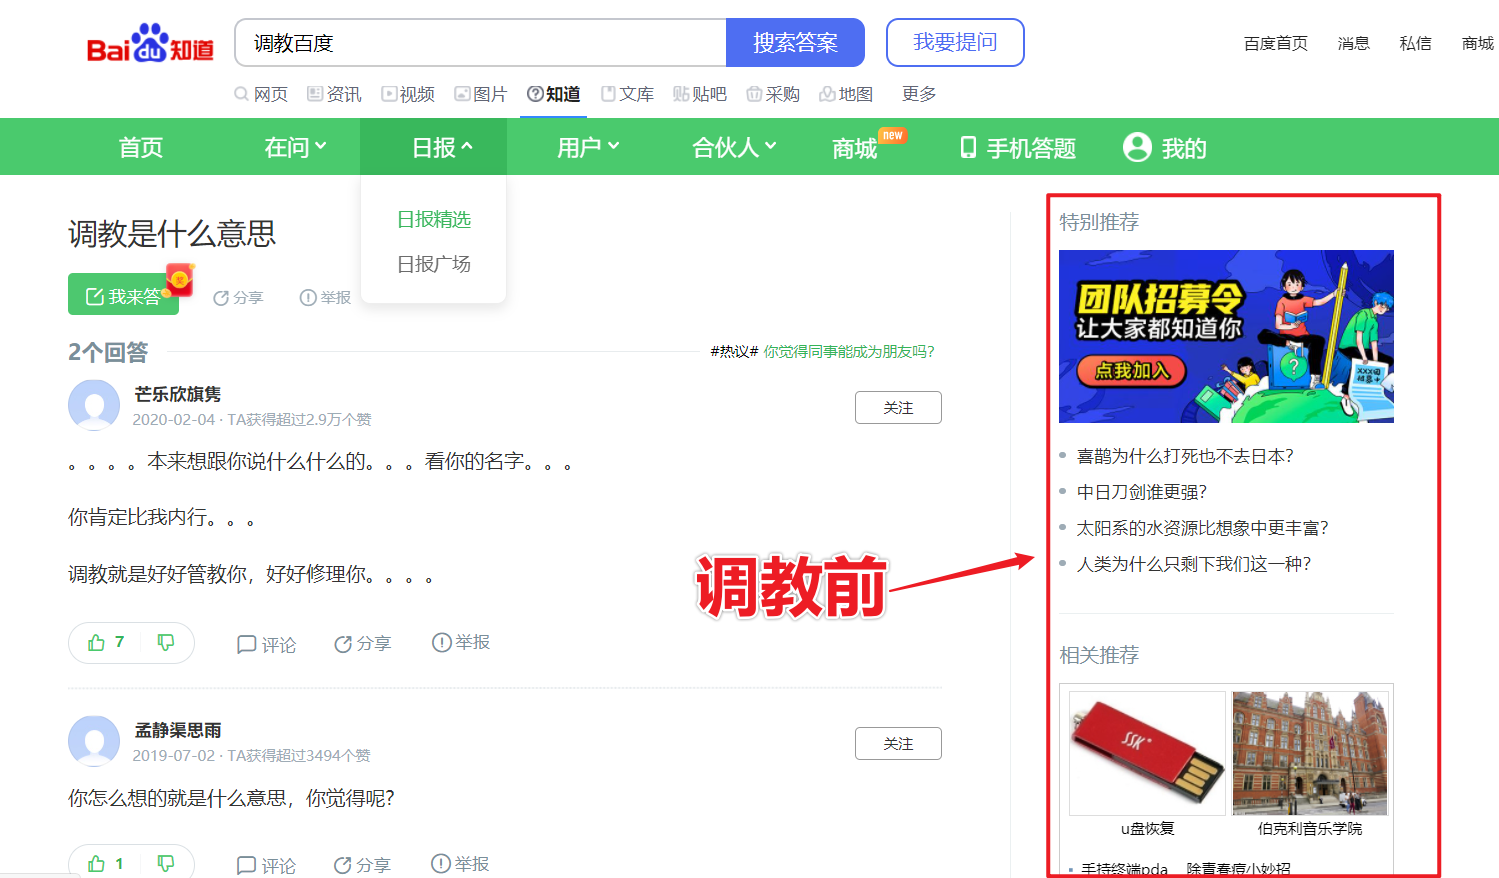 Baidu知道
调教百度
搜索答案
我要提问
百度首页 消息 私信 商城
网页 资讯 视频 图片 知道 文库 贴吧 采购 地图 更多
首页 在问 日报 用户 合伙人 商城 new 手机答题 我的
日报精选
日报广场
调教是什么意思
我来答 分享 举报
2个回答
#热议# 你觉得同事能成为朋友吗?
芒乐欣旗隽
2020-02-04 · TA获得超过2.9万个赞
关注
。。。。本来想跟你说什么什么的。。。看你的名字。。。
你肯定比我内行。。。
调教就是好好管教你，好好修理你。。。。
7 评论 分享 举报
孟静渠思雨
2019-07-02 · TA获得超过3494个赞
关注
你怎么想的就是什么意思，你觉得呢?
1 评论 分享 举报
调教前
特别推荐
团队招募令
让大家都知道你
点我加入
?
XXX团
招募+
喜鹊为什么打死也不去日本?
中日刀剑谁更强?
太阳系的水资源比想象中更丰富?
人类为什么只剩下我们这一种?
相关推荐
SSK
u盘恢复 伯克利音乐学院
手持终端pda 除青春痘小妙招